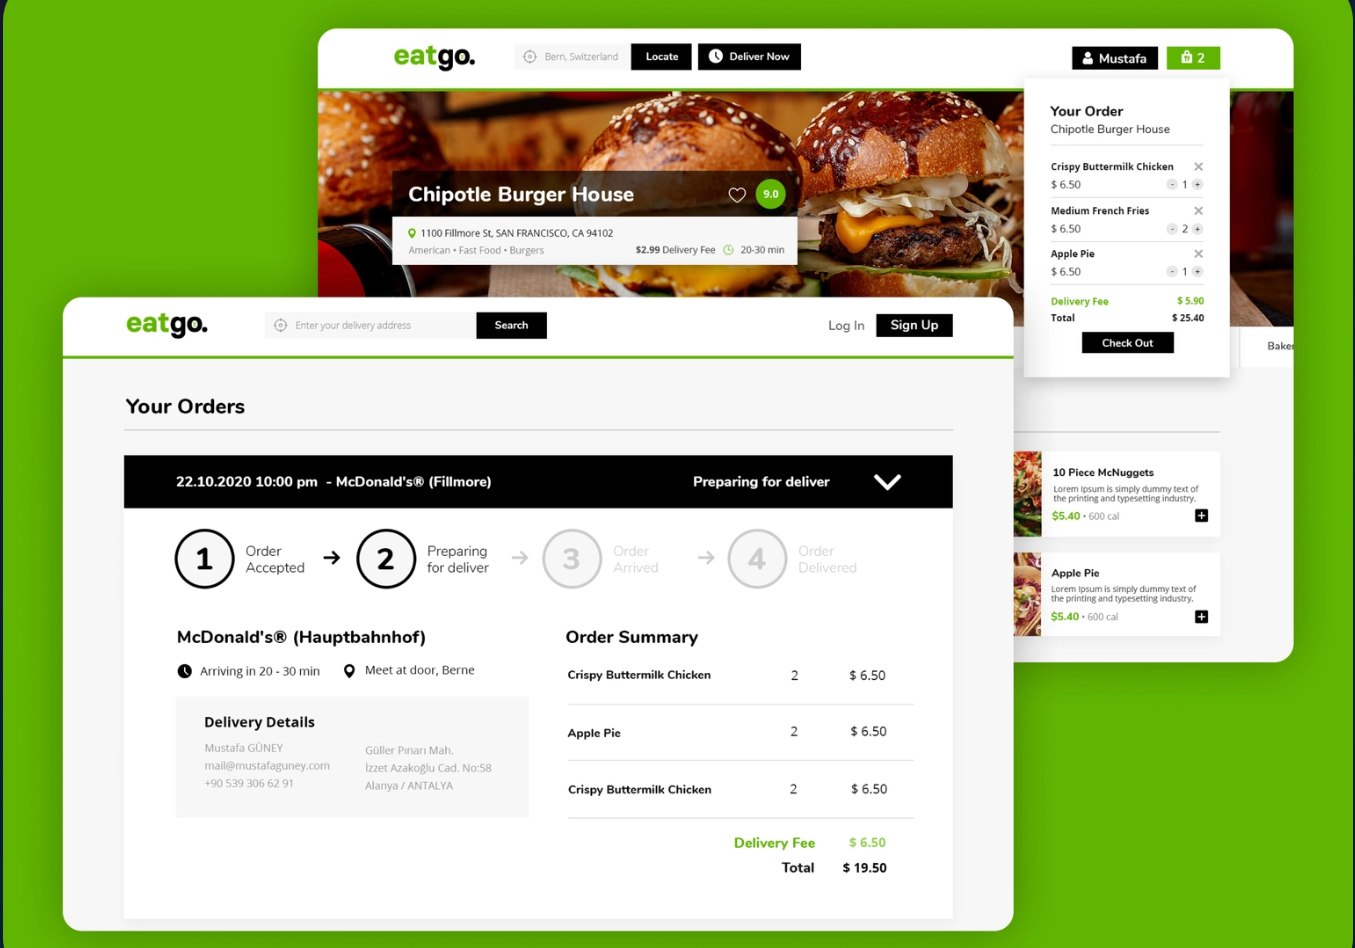 eatgo.
Bern, Switzerland
Locate
Deliver Now
Mustafa
2
Chipotle Burger House
9.0
1100 Fillmore St, SAN FRANCISCO, CA 94102
American • Fast Food • Burgers
$2.99 Delivery Fee
20-30 min
Your Order
Chipotle Burger House
Crispy Buttermilk Chicken
$ 6.50
- 1 +
Medium French Fries
$ 6.50
- 2 +
Apple Pie
$ 6.50
- 1 +
Delivery Fee $ 5.90
Total $ 25.40
Check Out
10 Piece McNuggets
Lorem Ipsum is simply dummy text of
the printing and typesetting industry.
$5.40 • 600 cal
Apple Pie
Lorem Ipsum is simply dummy text of
the printing and typesetting industry.
$5.40 • 600 cal
eatgo.
Enter your delivery address
Search
Log In
Sign Up
Your Orders
22.10.2020 10:00 pm - McDonald's® (Fillmore)
Preparing for deliver
1 Order
Accepted
2 Preparing
for deliver
3 Order
Arrived
4 Order
Delivered
McDonald's® (Hauptbahnhof)
Arriving in 20 - 30 min
Meet at door, Berne
Delivery Details
Mustafa GÜNEY
mail@mustafaguney.com
+90 539 306 62 91
Güller Pınarı Mah.
İzzet Azakoğlu Cad. No:58
Alanya / ANTALYA
Order Summary
Crispy Buttermilk Chicken 2 $ 6.50
Apple Pie 2 $ 6.50
Crispy Buttermilk Chicken 2 $ 6.50
Delivery Fee $ 6.50
Total $ 19.50